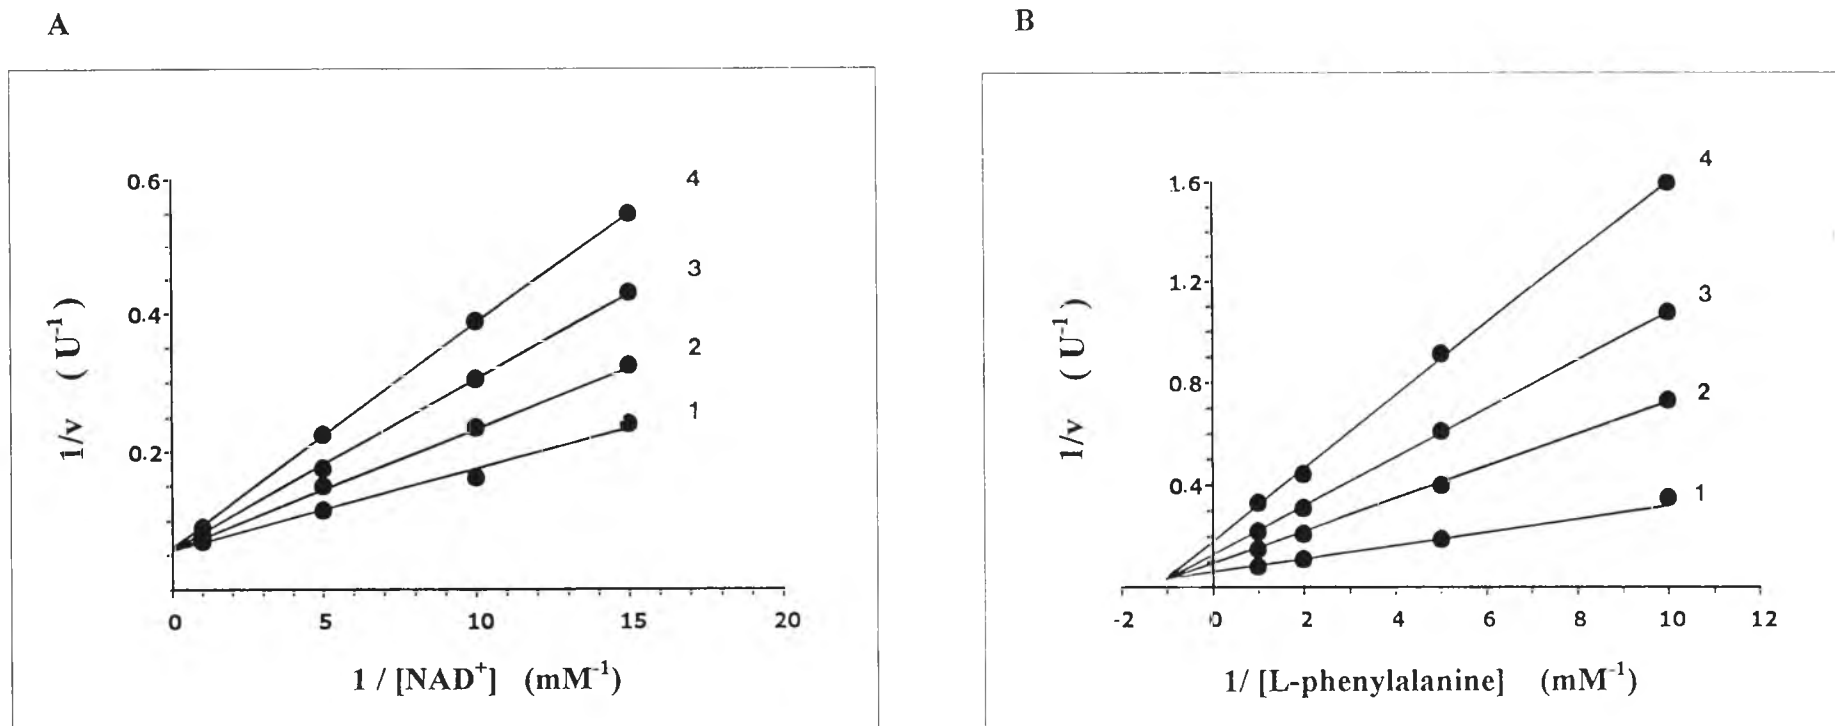 A
0.6
0.4
0.2
1/v (U⁻¹)
4
3
2
1
0 5 10 15 20
1 / [NAD⁺] (mM⁻¹)
B
1.6
1.2
0.8
0.4
1/v (U⁻¹)
4
3
2
1
-2 0 2 4 6 8 10 12
1/ [L-phenylalanine] (mM⁻¹)